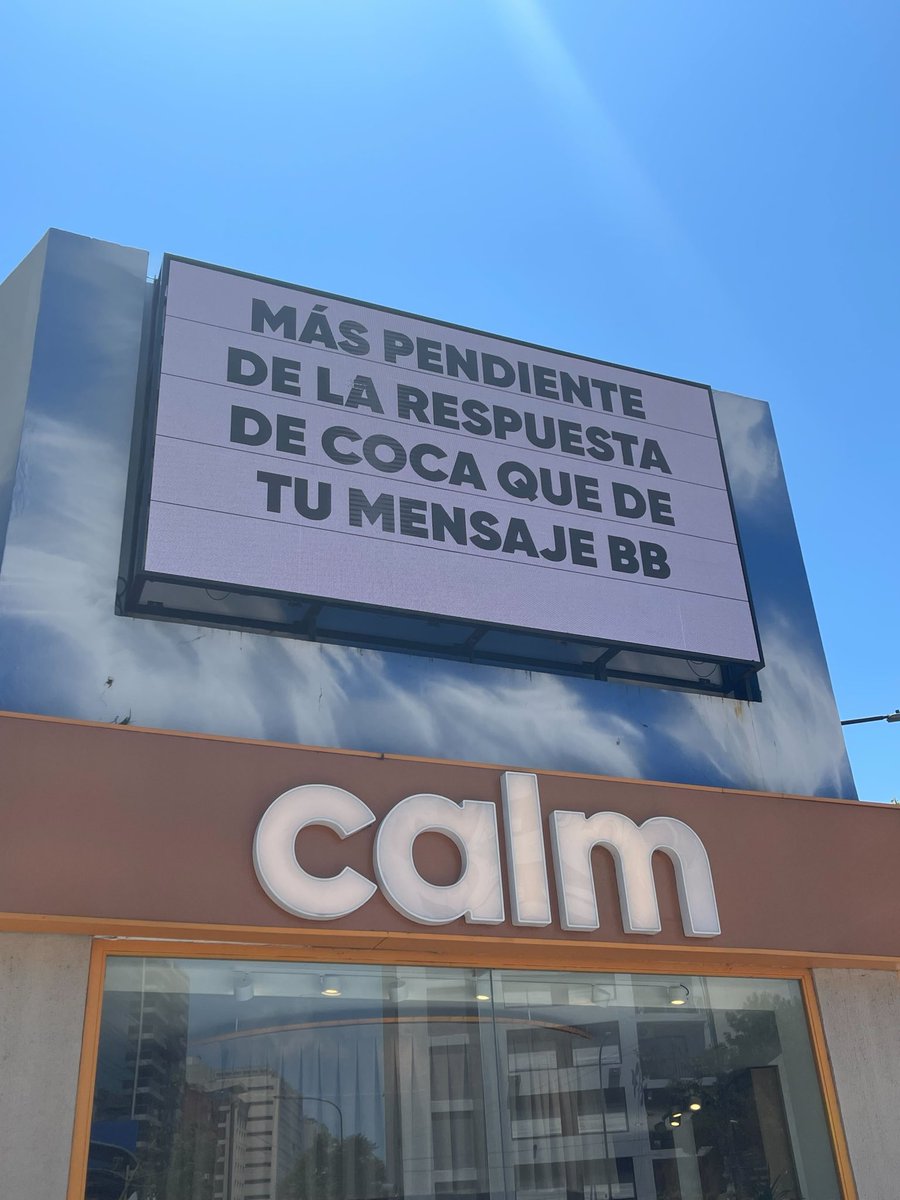 MÁS PENDIENTE
DE LA RESPUESTA
DE COCA QUE DE
TU MENSAJE BB
calm